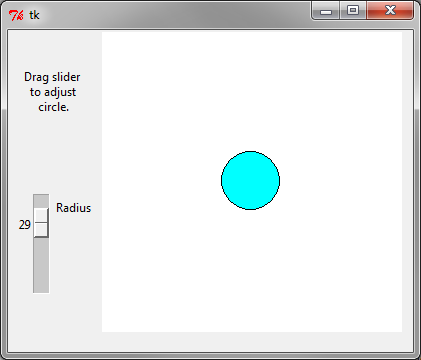 tk
Drag slider
to adjust
circle.
Radius
29